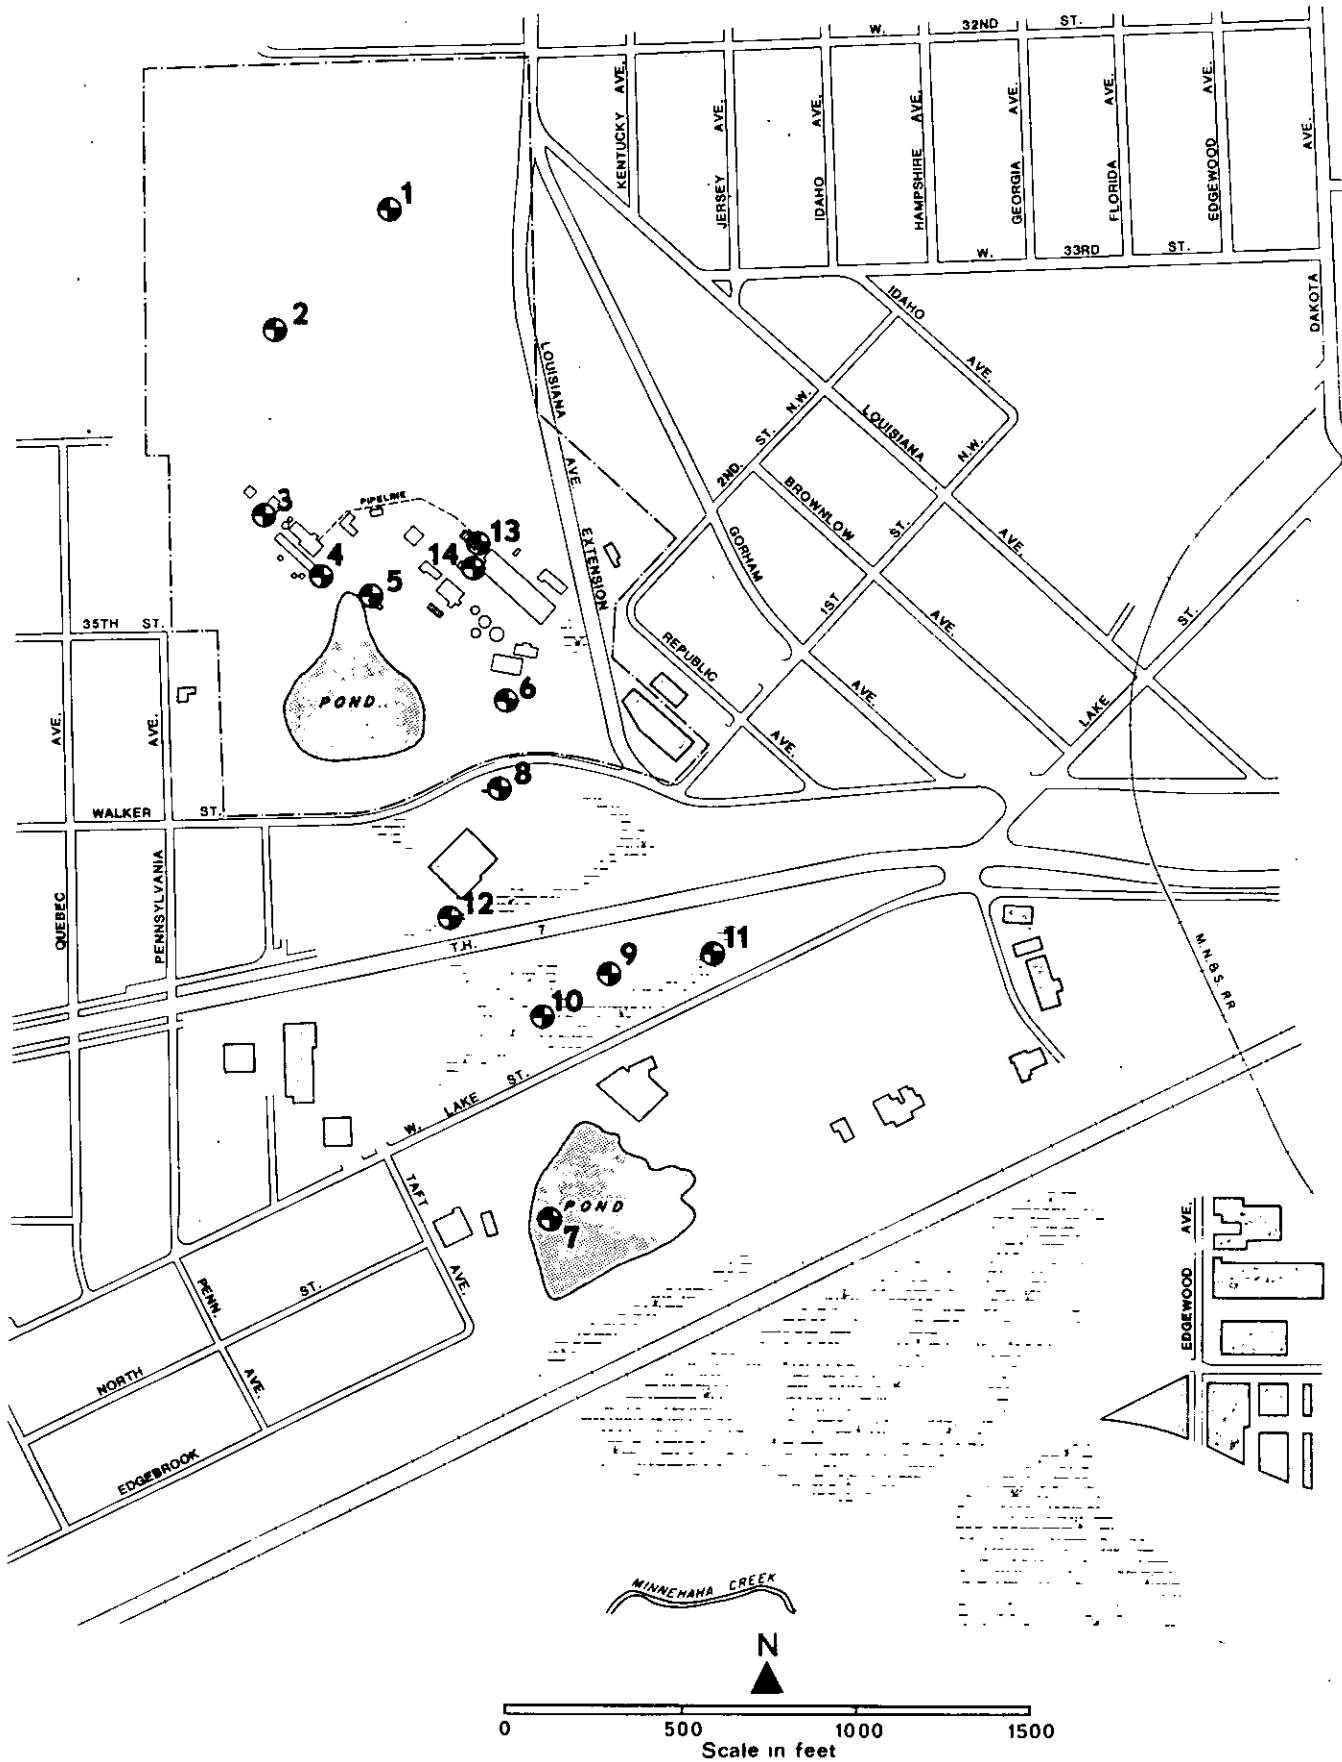 W. 32ND ST.
KENTUCKY AVE.
JERSEY AVE.
IDAHO AVE.
HAMPSHIRE AVE.
GEORGIA AVE.
FLORIDA AVE.
EDGEWOOD AVE.
DAKOTA AVE.
W. 33RD ST.
1
2
IDAHO AVE.
LOUISIANA AVE. EXTENSION
2ND. ST. N.W.
LOUISIANA AVE.
BROWNLOW AVE.
1ST ST. N.W.
GORHAM AVE.
REPUBLIC AVE.
LAKE ST.
PIPELINE
3
4
5
13
14
6
35TH ST.
POND
QUEBEC AVE.
PENNSYLVANIA AVE.
WALKER ST.
8
12
T.H. 7
9
10
11
M.N.&S. RR
W. LAKE ST.
TAFT AVE.
POND
7
PENN. AVE.
NORTH ST.
EDGEBROOK
EDGEWOOD AVE.
MINNEHAHA CREEK
N
0 500 1000 1500
Scale in feet